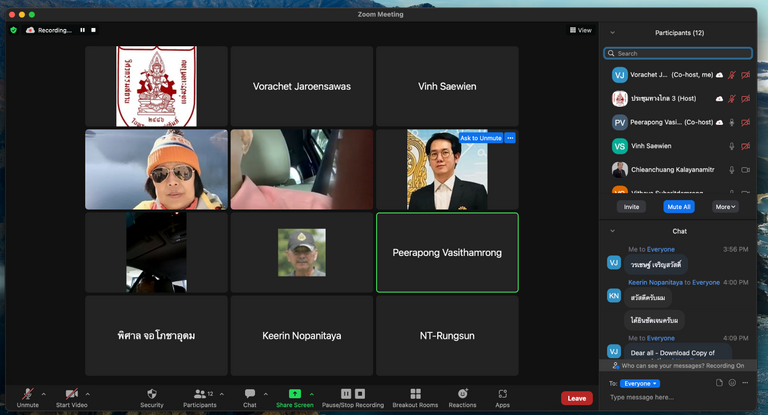 Zoom Meeting
Recording...
View
Vorachet Jaroensawas
Vinh Saewien
Ask to Unmute
Peerapong Vasithamrong
พิศาล จอโภชาอุดม
Keerin Nopanitaya
NT-Rungsun
Participants (12)
Search
VJ Vorachet J... (Co-host, me)
ประชุมทางไกล 3 (Host)
PV Peerapong Vasi... (Co-host)
VS Vinh Saewien
Chieanchuang Kalayanamitr
Invite
Mute All
More
Chat
Me to Everyone 3:56 PM
VJ
วรเชษฐ์ เจริญสวัสดิ์
Keerin Nopanitaya to Everyone 4:00 PM
KN
สวัสดีครับผม
ได้ยินชัดเจนครับผ
Me to Everyone 4:09 PM
VJ
Dear all - Download Copy of
Who can see your messages? Recording On
To: Everyone
Type message here...
Unmute
Start Video
Security
12
Participants
Chat
Share Screen
Pause/Stop Recording
Breakout Rooms
Reactions
Apps
Leave